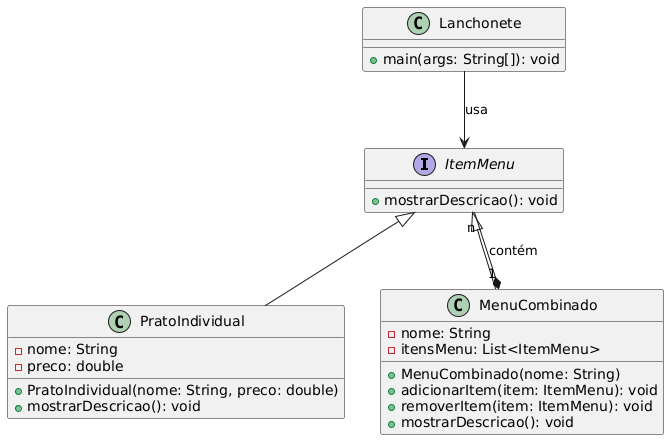 Lanchonete
main(args: String[]): void
usa
ItemMenu
mostrarDescricao(): void
n
contém
1
PratoIndividual
nome: String
preco: double
PratoIndividual(nome: String, preco: double)
mostrarDescricao(): void
MenuCombinado
nome: String
itensMenu: List<ItemMenu>
MenuCombinado(nome: String)
adicionarItem(item: ItemMenu): void
removerItem(item: ItemMenu): void
mostrarDescricao(): void